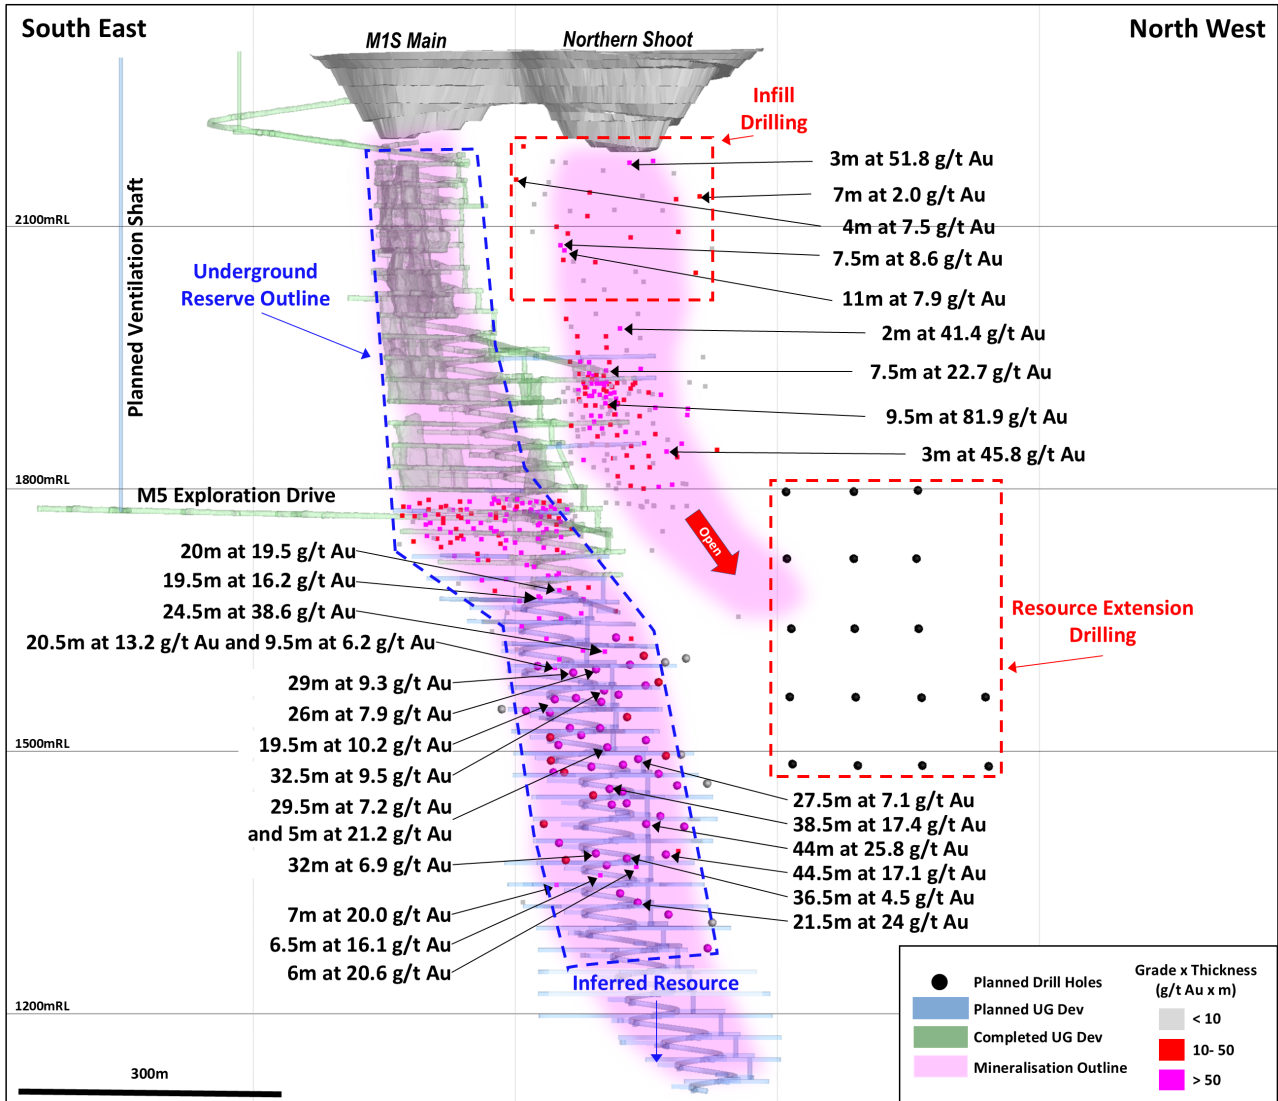 South East
North West
M1S Main
Northern Shoot
Infill
Drilling
3m at 51.8 g/t Au
7m at 2.0 g/t Au
4m at 7.5 g/t Au
7.5m at 8.6 g/t Au
11m at 7.9 g/t Au
2m at 41.4 g/t Au
7.5m at 22.7 g/t Au
9.5m at 81.9 g/t Au
3m at 45.8 g/t Au
Planned Ventilation Shaft
2100mRL
Underground
Reserve Outline
1800mRL
M5 Exploration Drive
Open
20m at 19.5 g/t Au
19.5m at 16.2 g/t Au
24.5m at 38.6 g/t Au
20.5m at 13.2 g/t Au and 9.5m at 6.2 g/t Au
29m at 9.3 g/t Au
26m at 7.9 g/t Au
19.5m at 10.2 g/t Au
32.5m at 9.5 g/t Au
29.5m at 7.2 g/t Au
and 5m at 21.2 g/t Au
32m at 6.9 g/t Au
7m at 20.0 g/t Au
6.5m at 16.1 g/t Au
6m at 20.6 g/t Au
Resource Extension
Drilling
1500mRL
27.5m at 7.1 g/t Au
38.5m at 17.4 g/t Au
44m at 25.8 g/t Au
44.5m at 17.1 g/t Au
36.5m at 4.5 g/t Au
21.5m at 24 g/t Au
Inferred Resource
1200mRL
300m
Planned Drill Holes
Planned UG Dev
Completed UG Dev
Mineralisation Outline
Grade x Thickness
(g/t Au x m)
< 10
10- 50
> 50